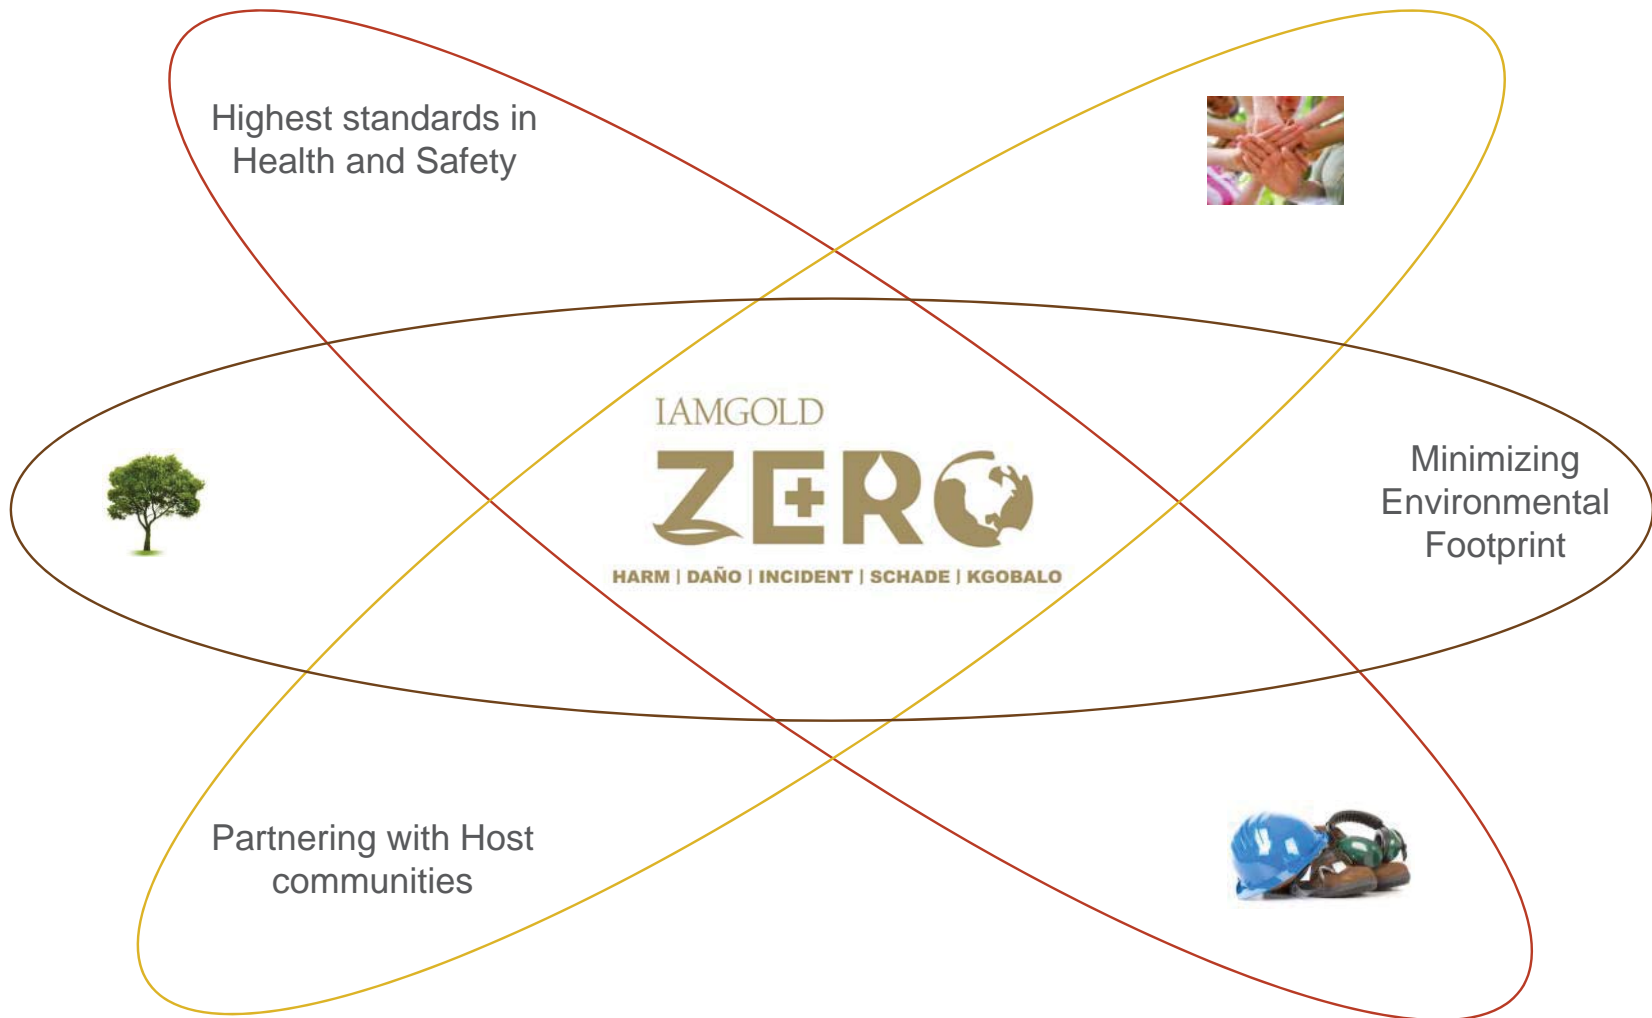 Highest standards in
Health and Safety
IAMGOLD
ZERO
HARM | DAÑO | INCIDENT | SCHADE | KGOBALO
Minimizing
Environmental
Footprint
Partnering with Host
communities